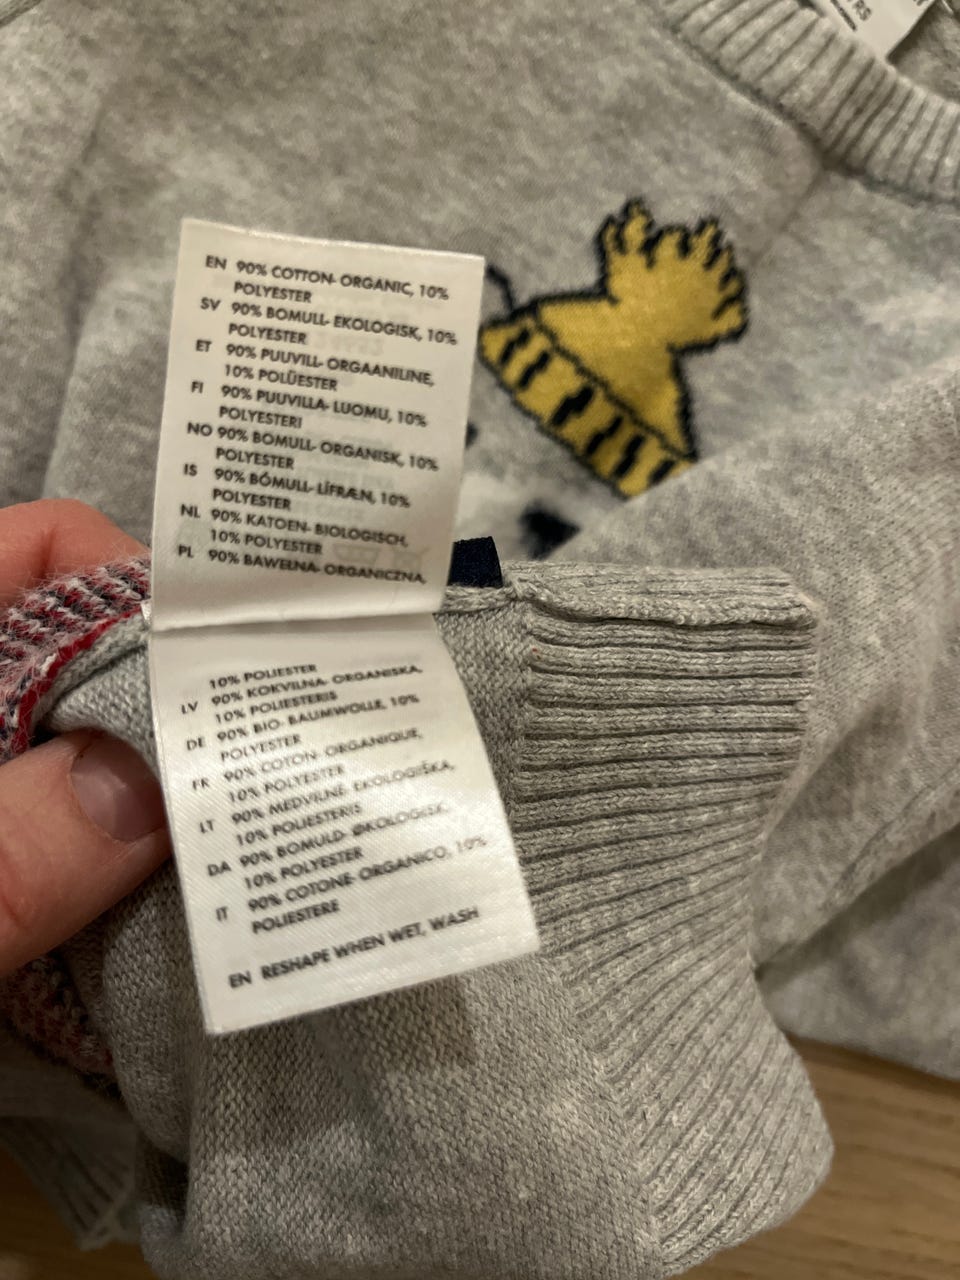 RS
EN 90% COTTON- ORGANIC, 10%
POLYESTER
SV 90% BOMULL- EKOLOGISK, 10%
POLYESTER
ET 90% PUUVILL- ORGAANILINE,
10% POLÜESTER
FI 90% PUUVILLA- LUOMU, 10%
POLYESTERI
NO 90% BOMULL- ORGANISK, 10%
POLYESTER
IS 90% BÓMULL- LÍFRÆN, 10%
POLYESTER
NL 90% KATOEN- BIOLOGISCH,
10% POLYESTER
PL 90% BAWEŁNA- ORGANICZNA,
10% POLIESTER
LV 90% KOKVILNA- ORGANISKA,
10% POLIESTERIS
DE 90% BIO- BAUMWOLLE, 10%
POLYESTER
FR 90% COTON- ORGANIQUE,
10% POLYESTER
LT 90% MEDVILNĖ- EKOLOGIŠKA,
10% POLIESTERIS
DA 90% BOMULD- ØKOLOGISK,
10% POLYESTER
IT 90% COTONE- ORGANICO, 10%
POLIESTERE
EN RESHAPE WHEN WET, WASH